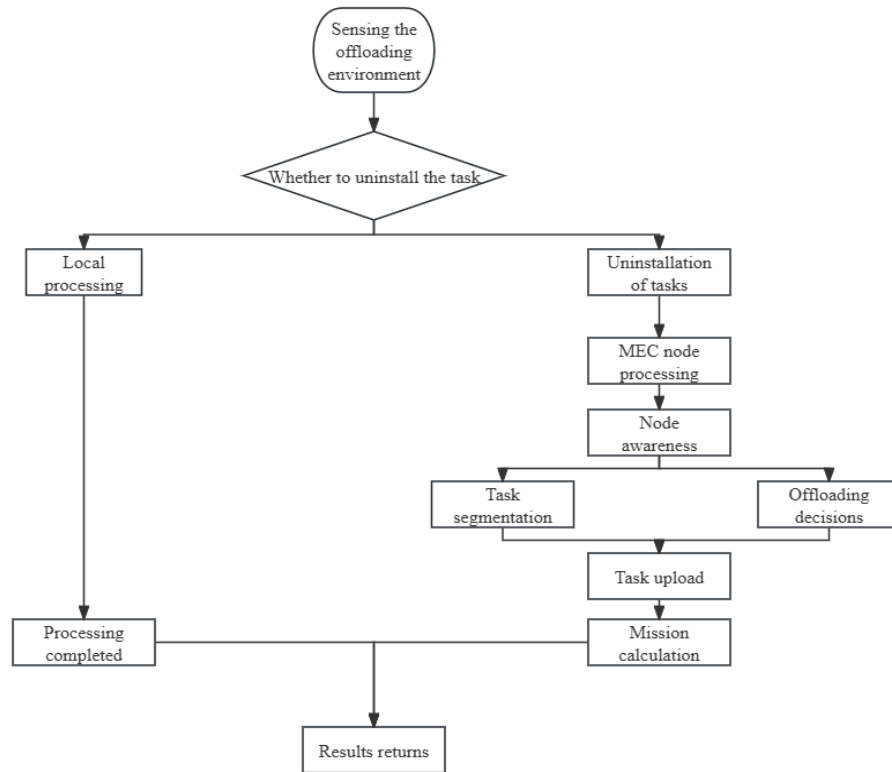 Sensing the
offloading
environment
Whether to uninstall the task
Local
processing
Uninstallation
of tasks
MEC node
processing
Node
awareness
Task
segmentation
Offloading
decisions
Task upload
Processing
completed
Mission
calculation
Results returns